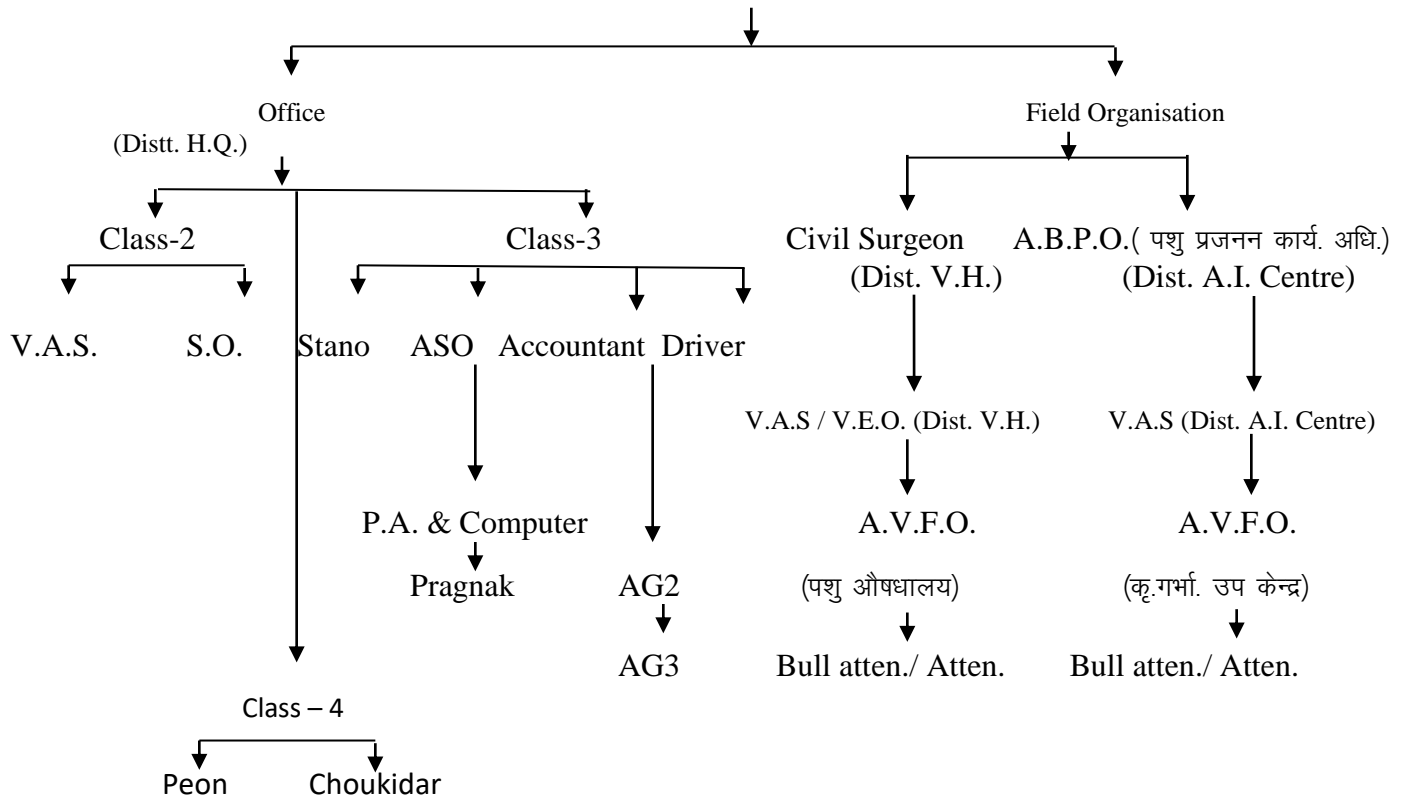 Office
Field Organisation
(Distt. H.Q.)
Class-2
Class-3
Civil Surgeon
A.B.P.O.( पशु प्रजनन कार्य. अधि.)
(Dist. V.H.)
(Dist. A.I. Centre)
V.A.S.
S.O.
Stano
ASO
Accountant
Driver
V.A.S / V.E.O. (Dist. V.H.)
V.A.S (Dist. A.I. Centre)
P.A. & Computer
A.V.F.O.
A.V.F.O.
Pragnak
AG2
(पशु औषधालय)
(कृ.गर्भा. उप केन्द्र)
AG3
Bull atten./ Atten.
Bull atten./ Atten.
Class – 4
Peon
Choukidar